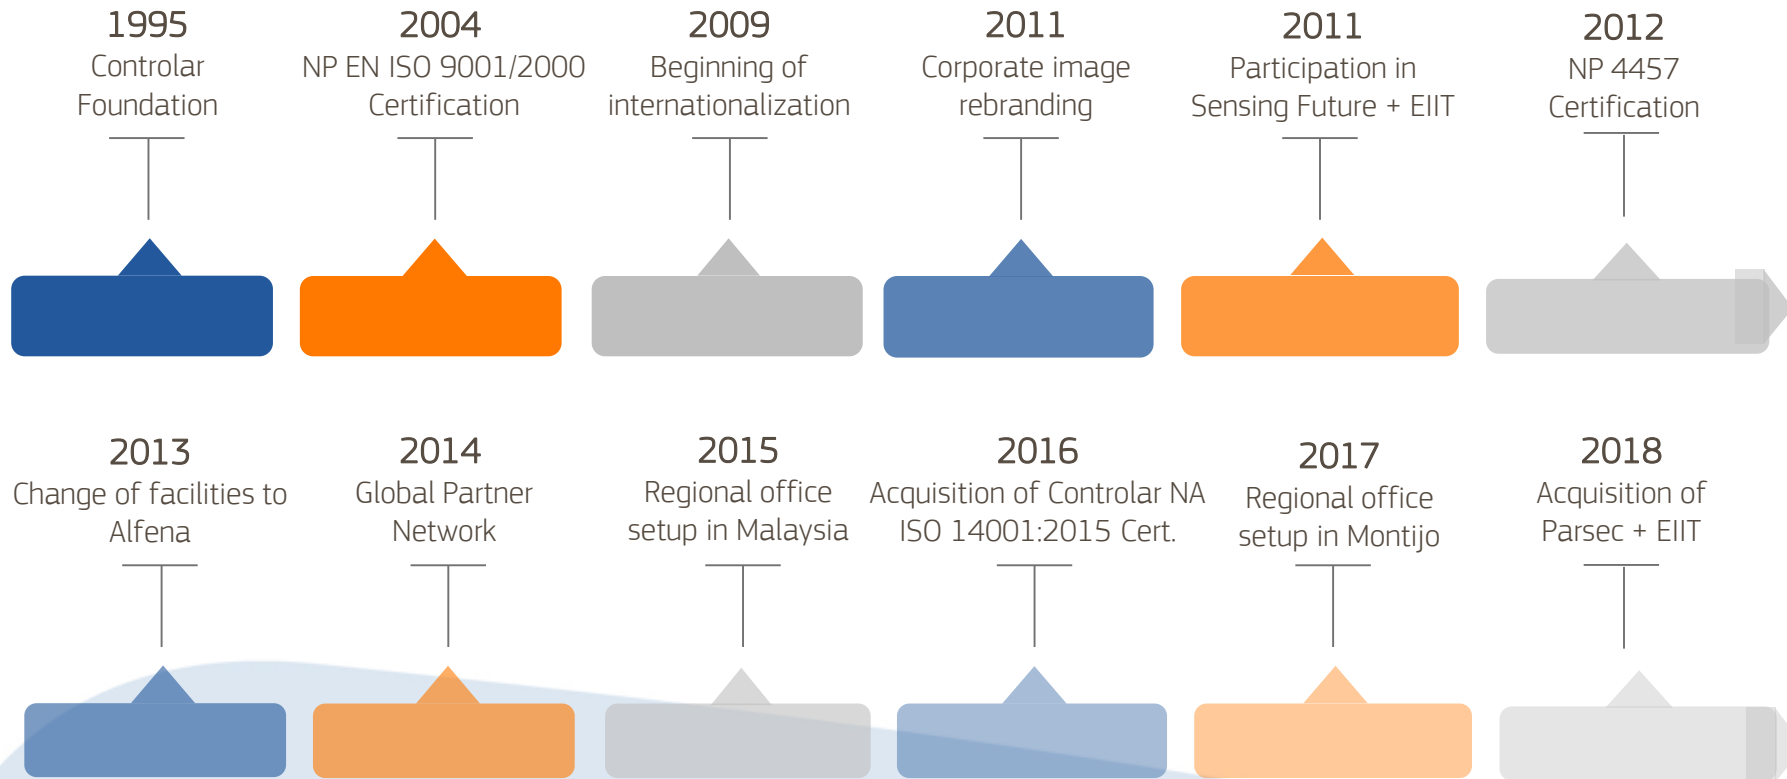 1995
Controlar
Foundation
2004
NP EN ISO 9001/2000
Certification
2009
Beginning of
internationalization
2011
Corporate image
rebranding
2011
Participation in
Sensing Future + EIIT
2012
NP 4457
Certification
2013
Change of facilities to
Alfena
2014
Global Partner
Network
2015
Regional office
setup in Malaysia
2016
Acquisition of Controlar NA
ISO 14001:2015 Cert.
2017
Regional office
setup in Montijo
2018
Acquisition of
Parsec + EIIT